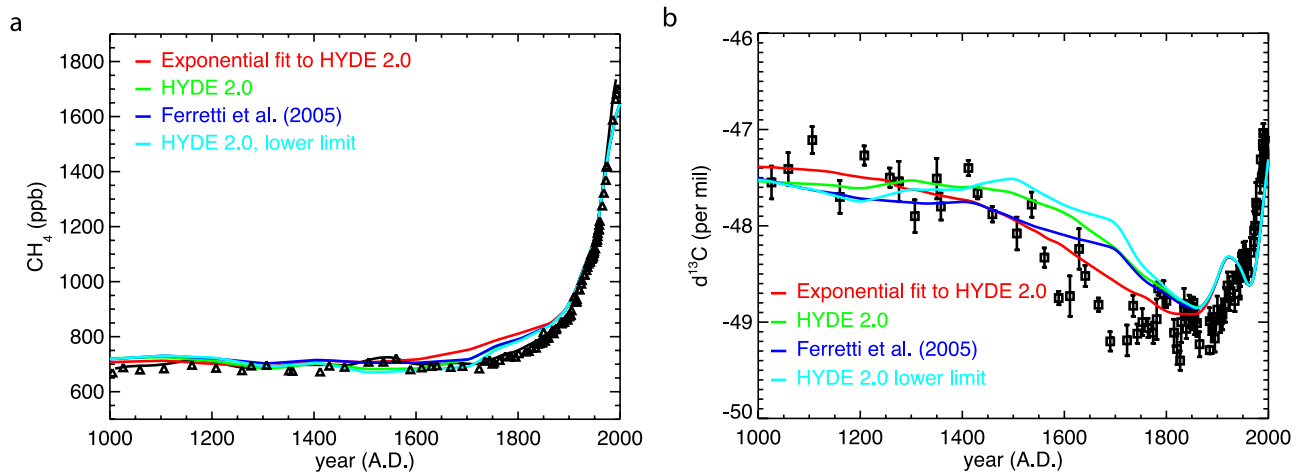 a
1800
1600
1400
1200
1000
800
600
CH4 (ppb)
Exponential fit to HYDE 2.0
HYDE 2.0
Ferretti et al. (2005)
HYDE 2.0, lower limit
1000 1200 1400 1600 1800 2000
year (A.D.)
b
-46
-47
-48
-49
-50
d13C (per mil)
Exponential fit to HYDE 2.0
HYDE 2.0
Ferretti et al. (2005)
HYDE 2.0 lower limit
1000 1200 1400 1600 1800 2000
year (A.D.)